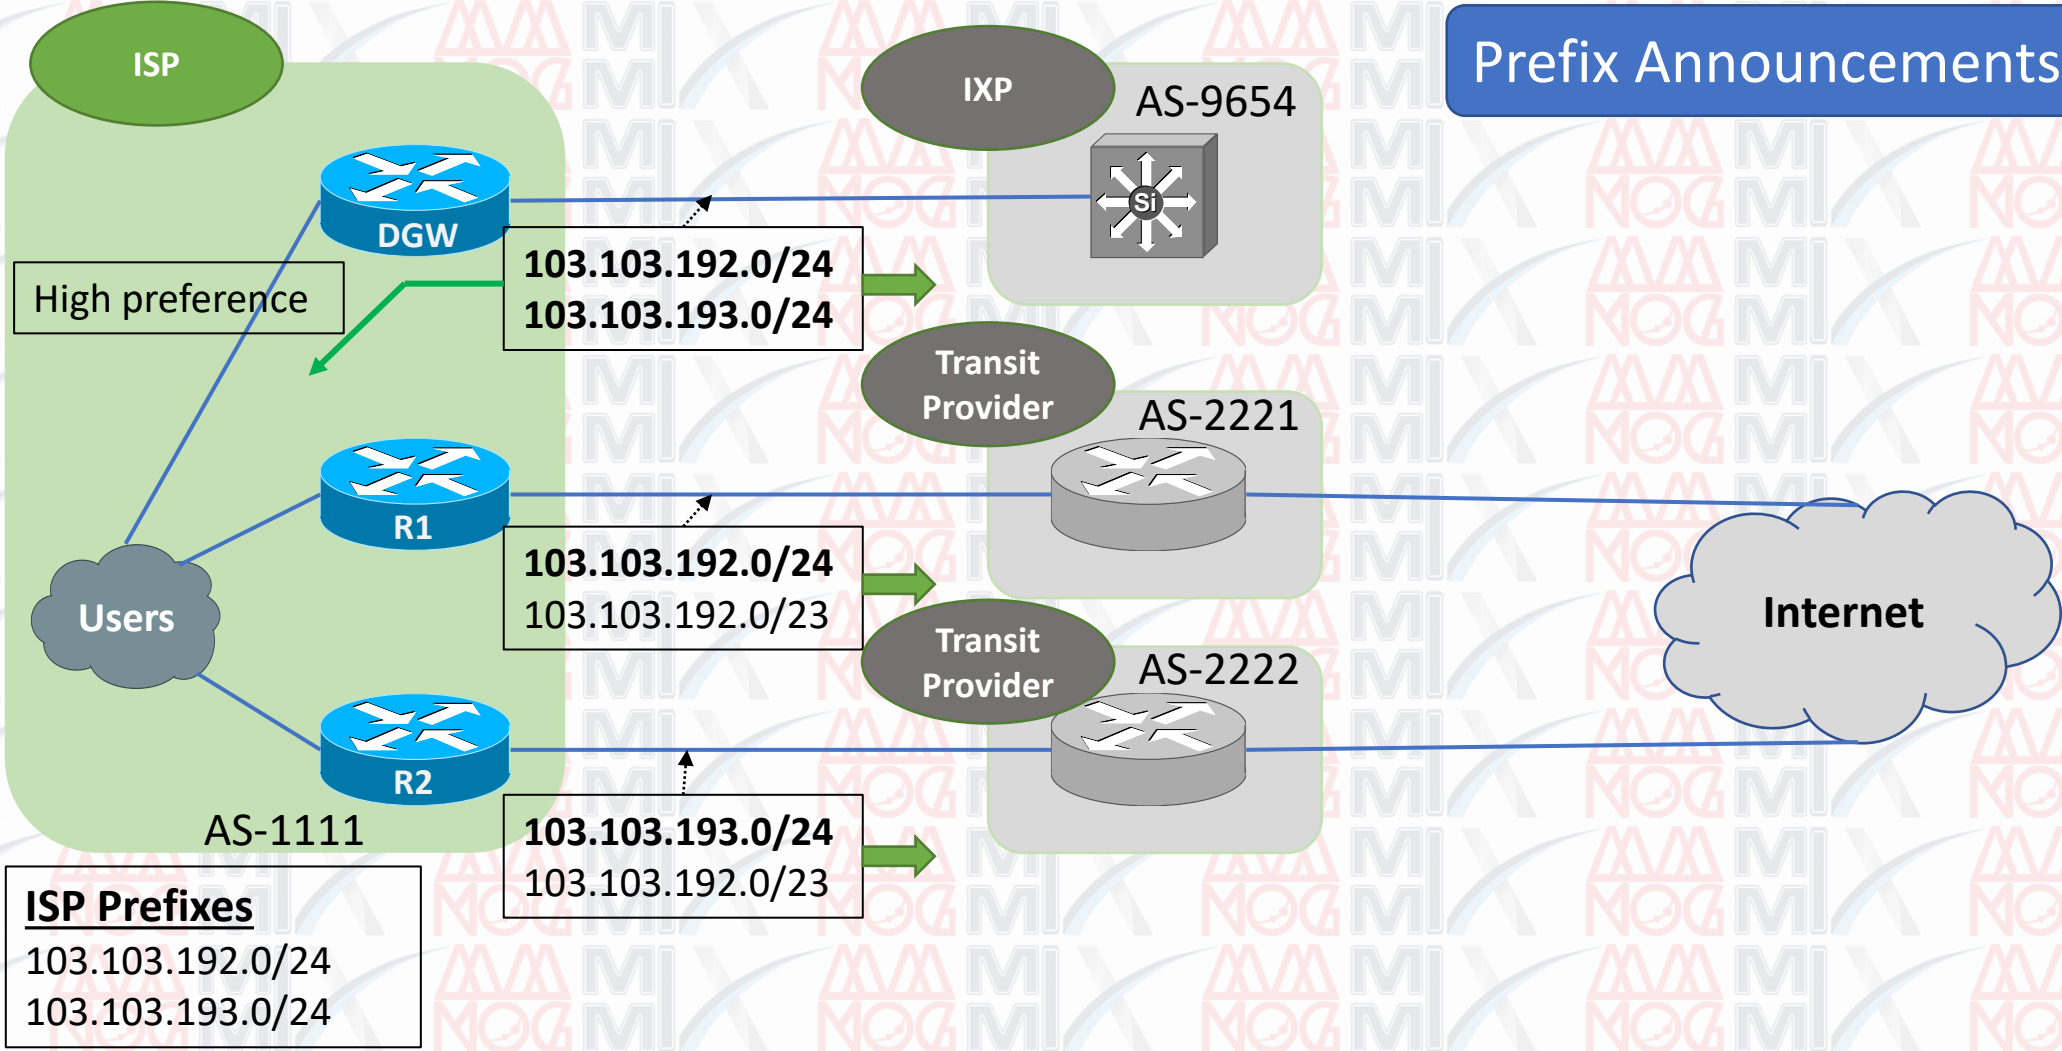 Prefix Announcements
ISP
IXP
AS-9654
Si
DGW
103.103.192.0/24
103.103.193.0/24
High preference
Transit
Provider
AS-2221
R1
103.103.192.0/24
103.103.192.0/23
Users
Internet
Transit
Provider
AS-2222
R2
AS-1111
103.103.193.0/24
103.103.192.0/23
ISP Prefixes
103.103.192.0/24
103.103.193.0/24